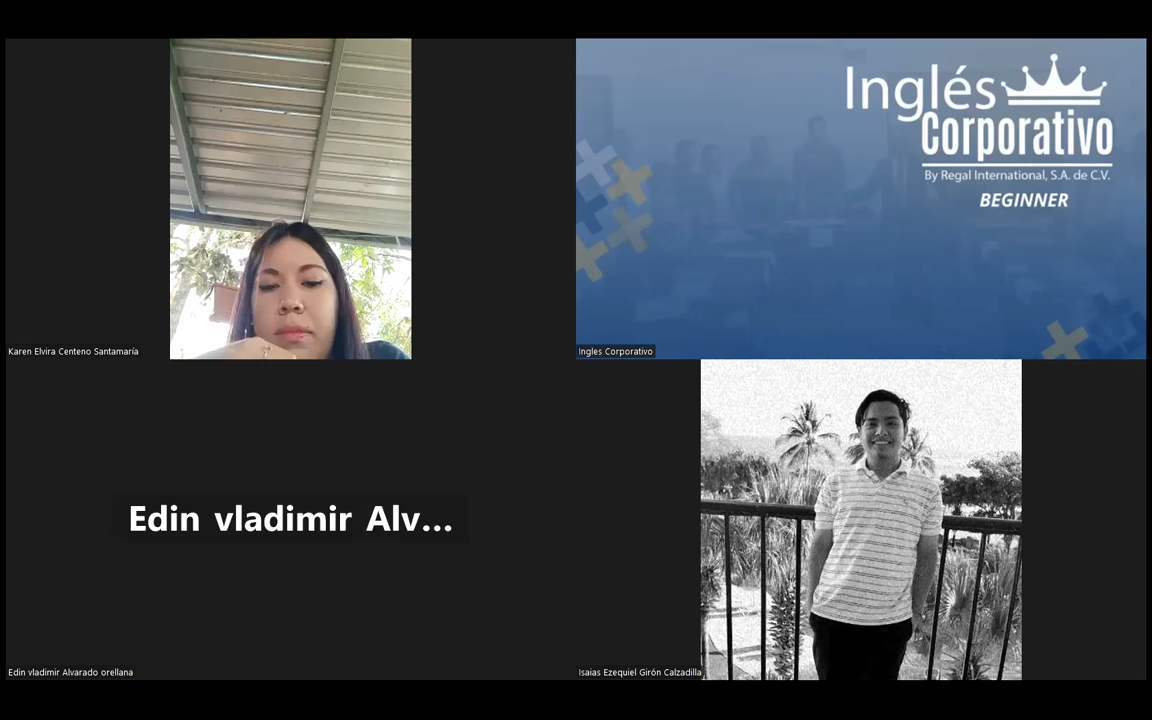 Inglés
Corporativo
By Regal International, S.A. de C.V.
BEGINNER
Karen Elvira Centeno Santamaría
Ingles Corporativo
Edin vladimir Alv...
Edin vladimir Alvarado orellana
Isaias Ezequiel Girón Calzadilla